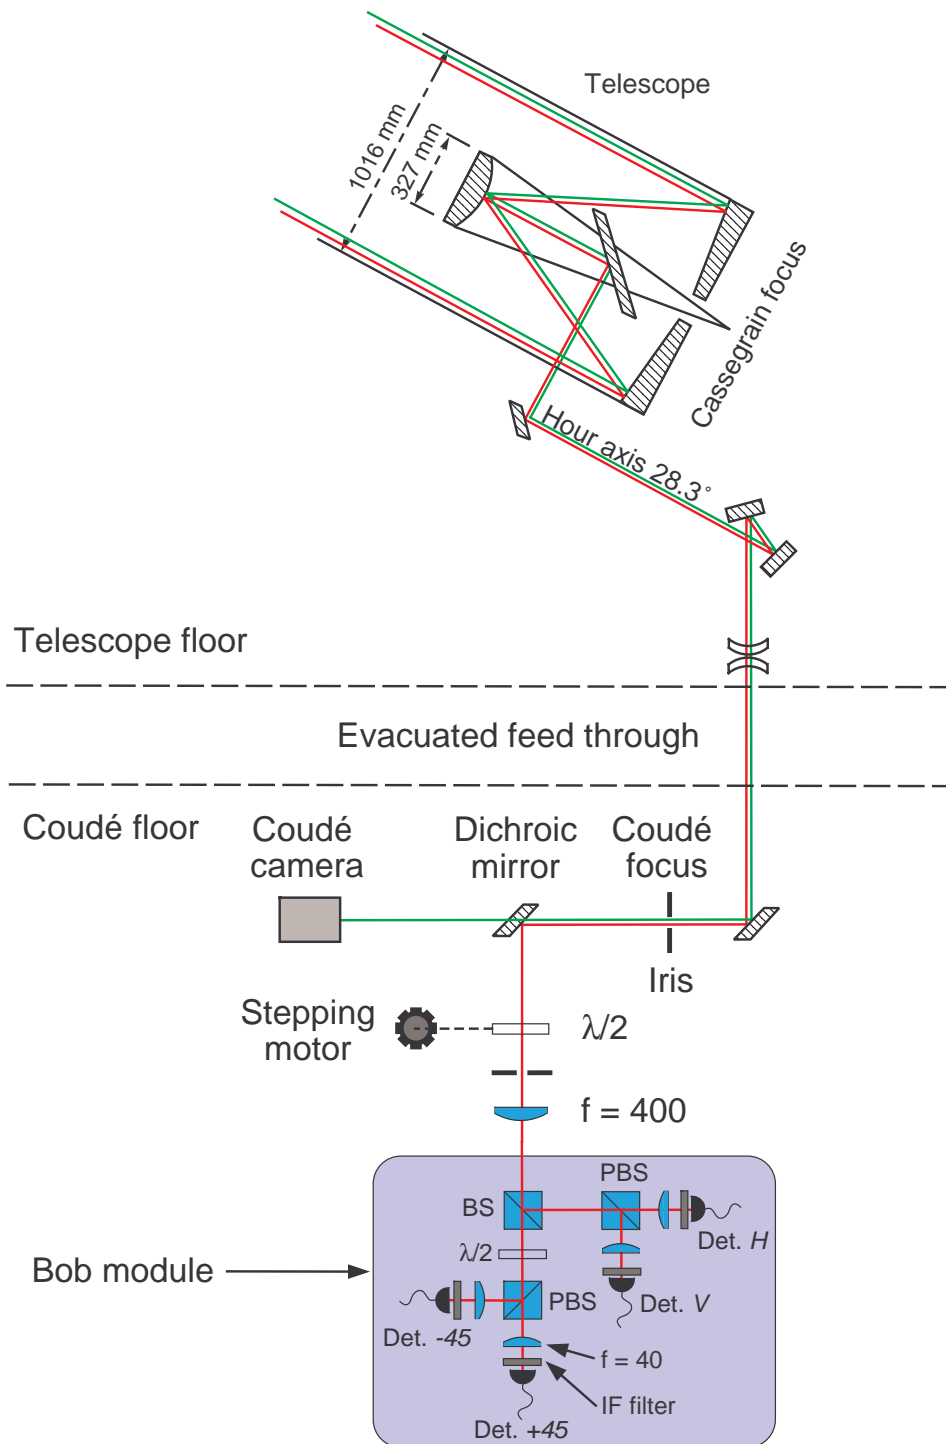 Telescope
1016 mm
327 mm
Cassegrain focus
Hour axis 28.3°
Telescope floor
Evacuated feed through
Coudé floor
Coudé
camera
Dichroic
mirror
Coudé
focus
Iris
Stepping
motor
λ/2
f = 400
PBS
BS
Det. H
λ/2
Bob module
PBS
Det. V
Det. -45
f = 40
IF filter
Det. +45